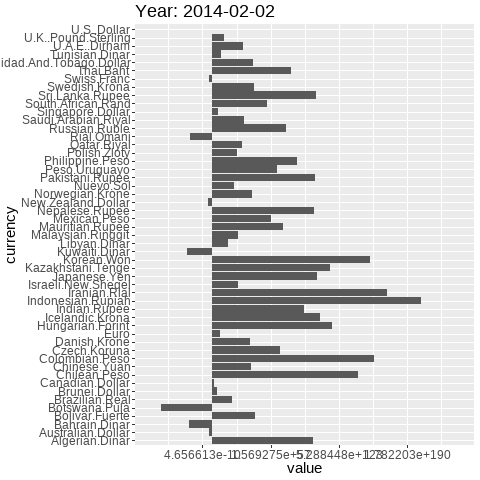 Year: 2014-02-02
U.S..Dollar
U.K..Pound.Sterling
U.A.E..Dirham
Tunisian.Dinar
idad.And.Tobago.Dollar
Thai.Baht
Swiss.Franc
Swedish.Krona
Sri.Lanka.Rupee
South.African.Rand
Singapore.Dollar
Saudi.Arabian.Riyal
Russian.Ruble
Rial.Omani
Qatar.Riyal
Polish.Zloty
Philippine.Peso
Peso.Uruguayo
Pakistani.Rupee
Nuevo.Sol
Norwegian.Krone
New.Zealand.Dollar
Nepalese.Rupee
Mexican.Peso
Mauritian.Rupee
Malaysian.Ringgit
Libyan.Dinar
Kuwaiti.Dinar
Korean.Won
Kazakhstani.Tenge
Japanese.Yen
Israeli.New.Sheqel
Iranian.Rial
Indonesian.Rupiah
Indian.Rupee
Icelandic.Krona
Hungarian.Forint
Euro
Danish.Krone
Czech.Koruna
Colombian.Peso
Chinese.Yuan
Chilean.Peso
Canadian.Dollar
Brunei.Dollar
Brazilian.Real
Botswana.Pula
Bolivar.Fuerte
Bahrain.Dinar
Australian.Dollar
Algerian.Dinar
currency
value